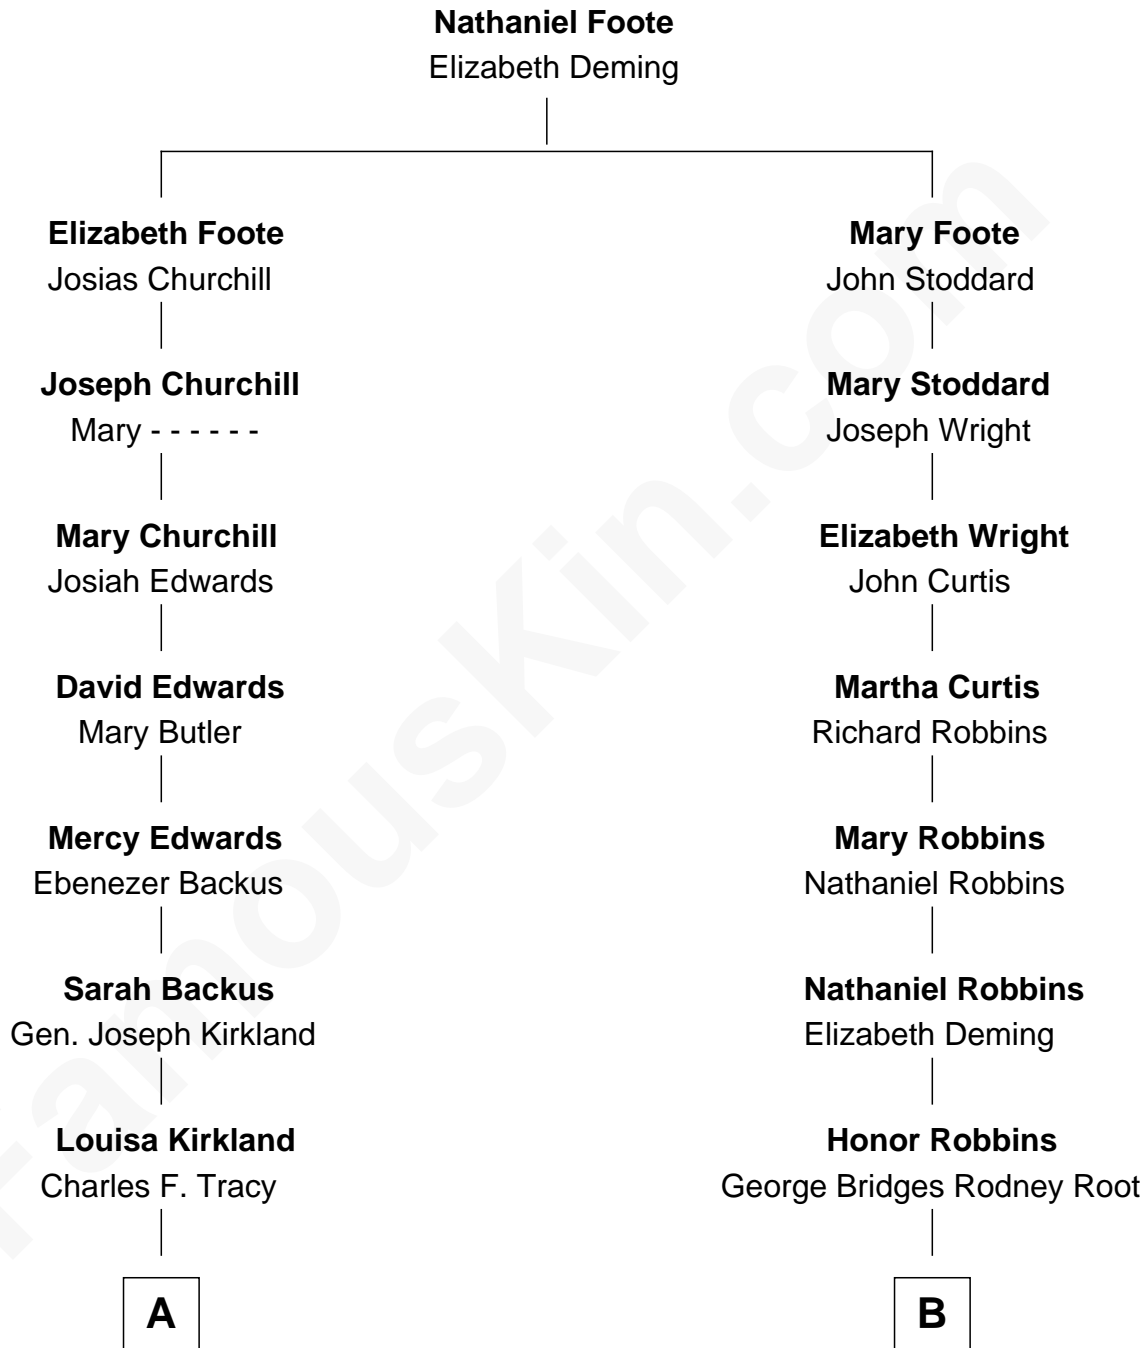 Nathaniel Foote
Elizabeth Deming
Elizabeth Foote
Josias Churchill
Mary Foote
John Stoddard
Joseph Churchill
Mary - - - - - -
Mary Stoddard
Joseph Wright
Mary Churchill
Josiah Edwards
Elizabeth Wright
John Curtis
David Edwards
Mary Butler
Martha Curtis
Richard Robbins
Mercy Edwards
Ebenezer Backus
Mary Robbins
Nathaniel Robbins
Sarah Backus
Gen. Joseph Kirkland
Nathaniel Robbins
Elizabeth Deming
Louisa Kirkland
Charles F. Tracy
Honor Robbins
George Bridges Rodney Root
A
B
FamousKin.com